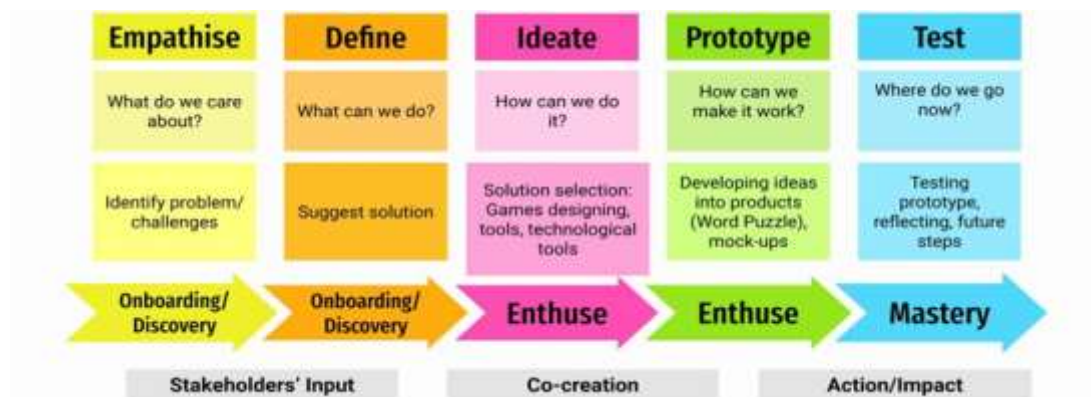 Empathise
Define
Ideate
Prototype
Test
What do we care
about?
What can we do?
How can we do
it?
How can we
make it work?
Where do we go
now?
Identify problem/
challenges
Suggest solution
Solution selection:
Games designing,
tools, technological
tools
Developing ideas
into products
(Word Puzzle),
mock-ups
Testing
prototype,
reflecting, future
steps
Onboarding/
Discovery
Onboarding/
Discovery
Enthuse
Enthuse
Mastery
Stakeholders' Input
Co-creation
Action/Impact